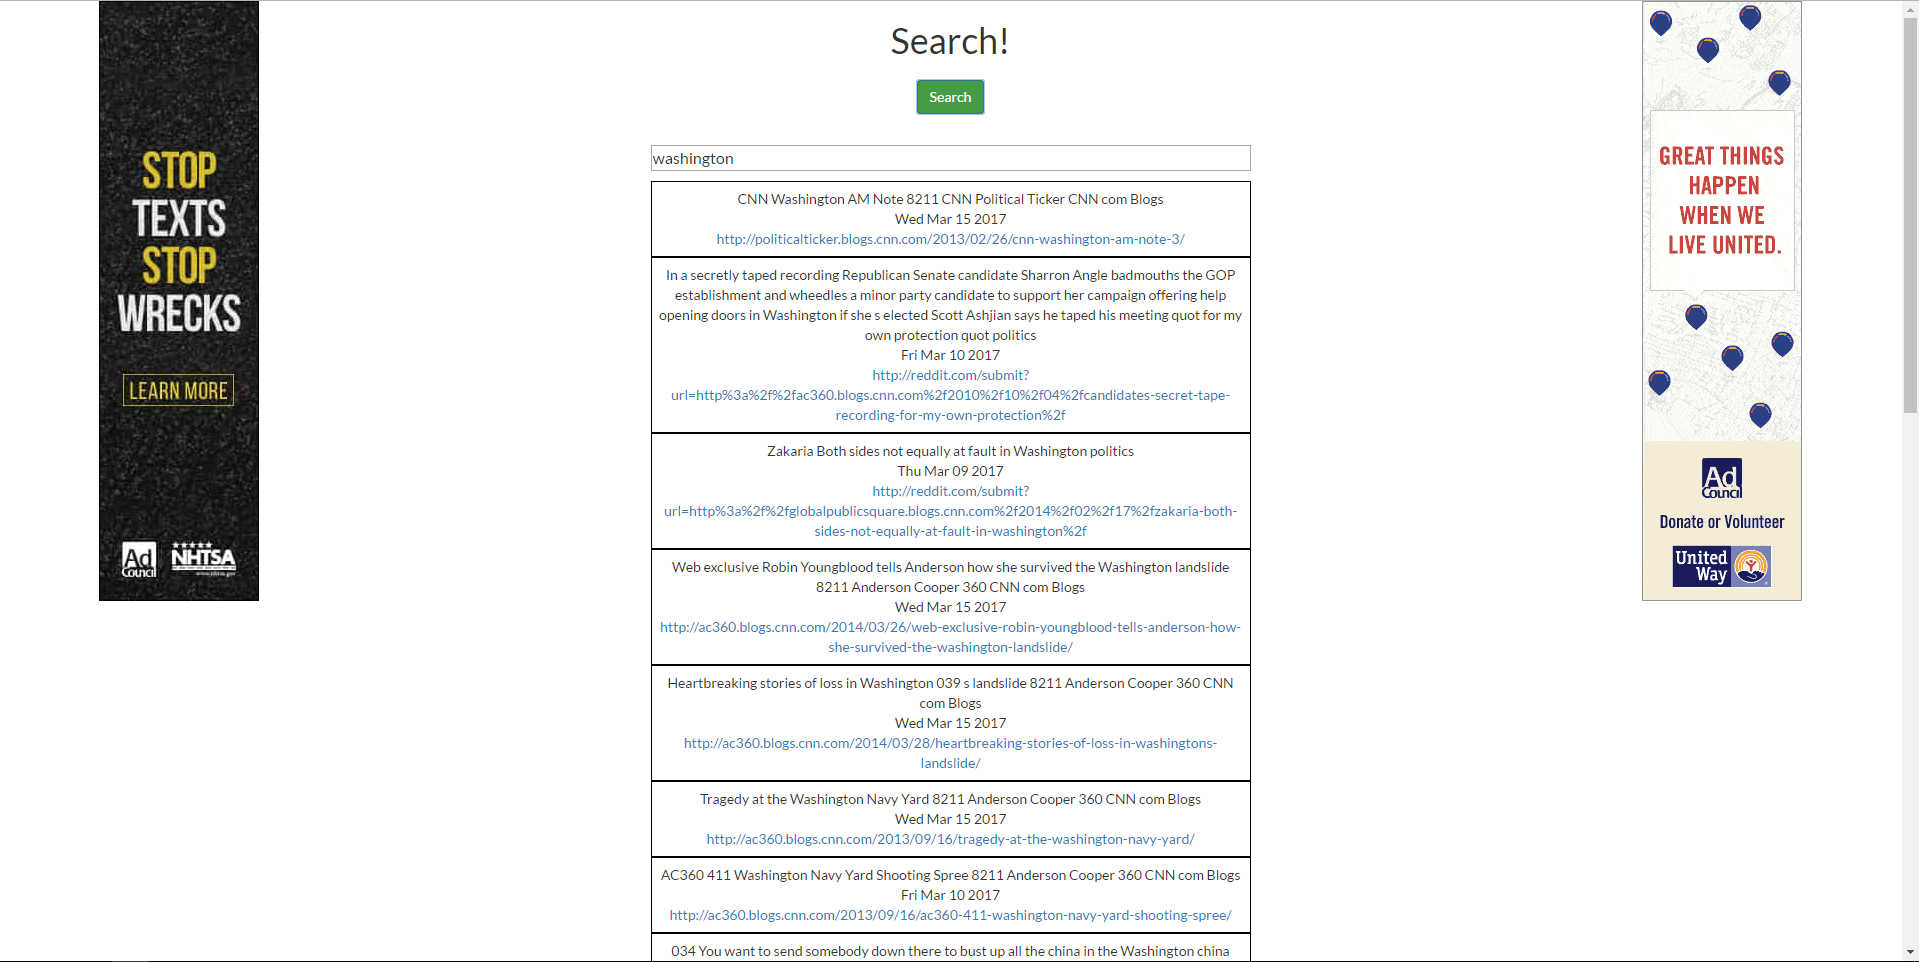 STOP
TEXTS
STOP
WRECKS
LEARN MORE
Ad
Council
NHTSA
www.nhtsa.gov
Search!
Search
washington
CNN Washington AM Note 8211 CNN Political Ticker CNN com Blogs
Wed Mar 15 2017
http://politicalticker.blogs.cnn.com/2013/02/26/cnn-washington-am-note-3/
In a secretly taped recording Republican Senate candidate Sharron Angle badmouths the GOP
establishment and wheedles a minor party candidate to support her campaign offering help
opening doors in Washington if she s elected Scott Ashjian says he taped his meeting quot for my
own protection quot politics
Fri Mar 10 2017
http://reddit.com/submit?
url=http%3a%2f%2fac360.blogs.cnn.com%2f2010%2f10%2f04%2fcandidates-secret-tape-
recording-for-my-own-protection%2f
Zakaria Both sides not equally at fault in Washington politics
Thu Mar 09 2017
http://reddit.com/submit?
url=http%3a%2f%2fglobalpublicsquare.blogs.cnn.com%2f2014%2f02%2f17%2fzakaria-both-
sides-not-equally-at-fault-in-washington%2f
Web exclusive Robin Youngblood tells Anderson how she survived the Washington landslide
8211 Anderson Cooper 360 CNN com Blogs
Wed Mar 15 2017
http://ac360.blogs.cnn.com/2014/03/26/web-exclusive-robin-youngblood-tells-anderson-how-
she-survived-the-washington-landslide/
Heartbreaking stories of loss in Washington 039 s landslide 8211 Anderson Cooper 360 CNN
com Blogs
Wed Mar 15 2017
http://ac360.blogs.cnn.com/2014/03/28/heartbreaking-stories-of-loss-in-washingtons-
landslide/
Tragedy at the Washington Navy Yard 8211 Anderson Cooper 360 CNN com Blogs
Wed Mar 15 2017
http://ac360.blogs.cnn.com/2013/09/16/tragedy-at-the-washington-navy-yard/
AC360 411 Washington Navy Yard Shooting Spree 8211 Anderson Cooper 360 CNN com Blogs
Fri Mar 10 2017
http://ac360.blogs.cnn.com/2013/09/16/ac360-411-washington-navy-yard-shooting-spree/
034 You want to send somebody down there to bust up all the china in the Washington china
GREAT THINGS
HAPPEN
WHEN WE
LIVE UNITED.
Ad
Council
Donate or Volunteer
United
Way